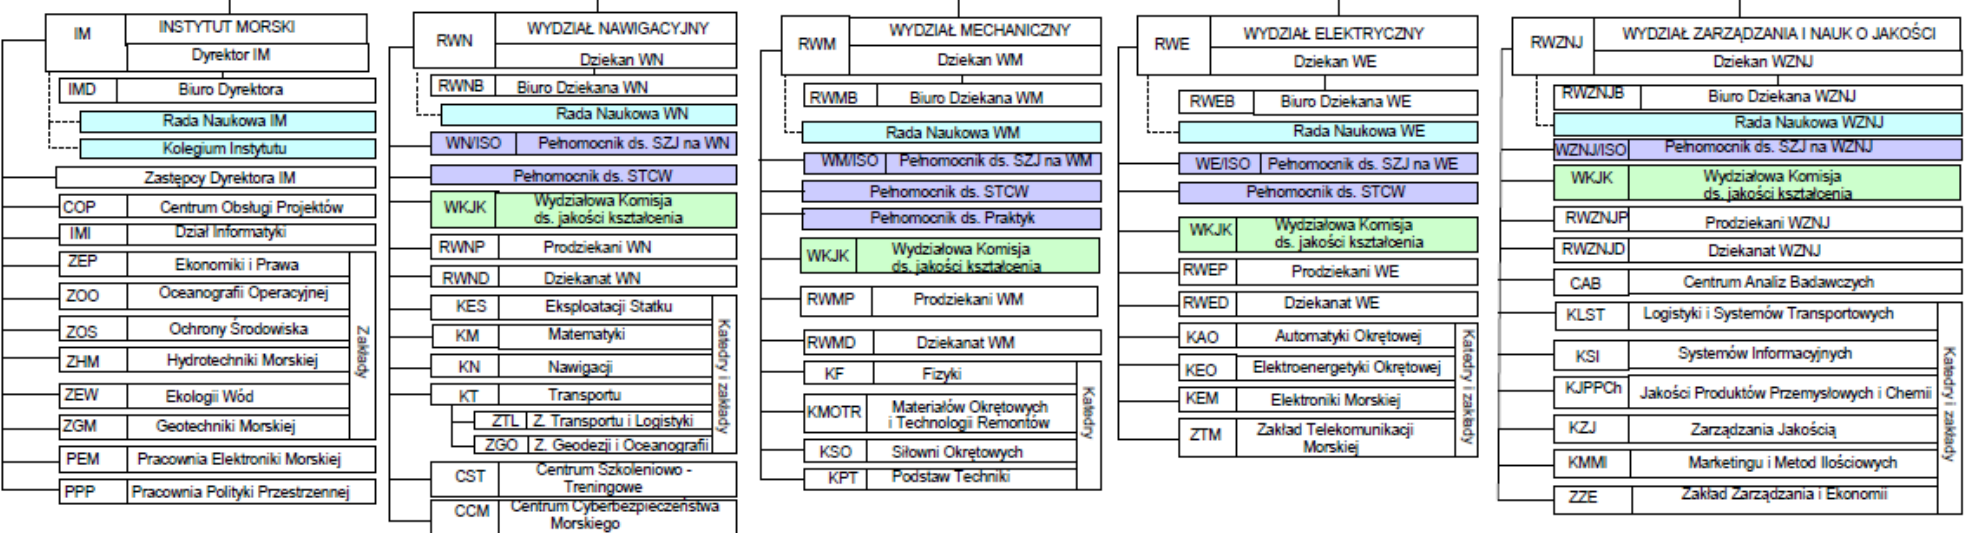 IM
INSTYTUT MORSKI
Dyrektor IM
IMD
Biuro Dyrektora
Rada Naukowa IM
Kolegium Instytutu
Zastępcy Dyrektora IM
COP
Centrum Obsługi Projektów
IMI
Dział Informatyki
ZEP
Ekonomiki i Prawa
ZOO
Oceanografii Operacyjnej
ZOS
Ochrony Środowiska
ZHM
Hydrotechniki Morskiej
ZEW
Ekologii Wód
ZGM
Geotechniki Morskiej
Zakłady
PEM
Pracownia Elektroniki Morskiej
PPP
Pracownia Polityki Przestrzennej
RWN
WYDZIAŁ NAWIGACYJNY
Dziekan WN
RWNB
Biuro Dziekana WN
Rada Naukowa WN
WN/ISO
Pełnomocnik ds. SZJ na WN
Pełnomocnik ds. STCW
WKJK
Wydziałowa Komisja
ds. jakości kształcenia
RWNP
Prodziekani WN
RWND
Dziekanat WN
KES
Eksploatacji Statku
KM
Matematyki
KN
Nawigacji
KT
Transportu
ZTL
Z. Transportu i Logistyki
ZGO
Z. Geodezji i Oceanografii
Katedry i zakłady
CST
Centrum Szkoleniowo -
Treningowe
CCM
Centrum Cyberbezpieczeństwa
Morskiego
RWM
WYDZIAŁ MECHANICZNY
Dziekan WM
RWMB
Biuro Dziekana WM
Rada Naukowa WM
WM/ISO
Pełnomocnik ds. SZJ na WM
Pełnomocnik ds. STCW
Pełnomocnik ds. Praktyk
WKJK
Wydziałowa Komisja
ds. jakości kształcenia
RWMP
Prodziekani WM
RWMD
Dziekanat WM
KF
Fizyki
KMOTR
Materiałów Okrętowych
i Technologii Remontów
KSO
Siłowni Okrętowych
KPT
Podstaw Techniki
Katedry
RWE
WYDZIAŁ ELEKTRYCZNY
Dziekan WE
RWEB
Biuro Dziekana WE
Rada Naukowa WE
WE/ISO
Pełnomocnik ds. SZJ na WE
Pełnomocnik ds. STCW
WKJK
Wydziałowa Komisja
ds. jakości kształcenia
RWEP
Prodziekani WE
RWED
Dziekanat WE
KAO
Automatyki Okrętowej
KEO
Elektroenergetyki Okrętowej
KEM
Elektroniki Morskiej
ZTM
Zakład Telekomunikacji
Morskiej
Katedry i zakłady
RWZNJ
WYDZIAŁ ZARZĄDZANIA I NAUK O JAKOŚCI
Dziekan WZNJ
RWZNJB
Biuro Dziekana WZNJ
Rada Naukowa WZNJ
WZNJ/ISO
Pełnomocnik ds. SZJ na WZNJ
WKJK
Wydziałowa Komisja
ds. jakości kształcenia
RWZNJP
Prodziekani WZNJ
RWZNJD
Dziekanat WZNJ
CAB
Centrum Analiz Badawczych
KLST
Logistyki i Systemów Transportowych
KSI
Systemów Informacyjnych
KJPPCh
Jakości Produktów Przemysłowych i Chemii
KZJ
Zarządzania Jakością
KMMI
Marketingu i Metod Ilościowych
ZZE
Zakład Zarządzania i Ekonomii
Katedry i zakłady